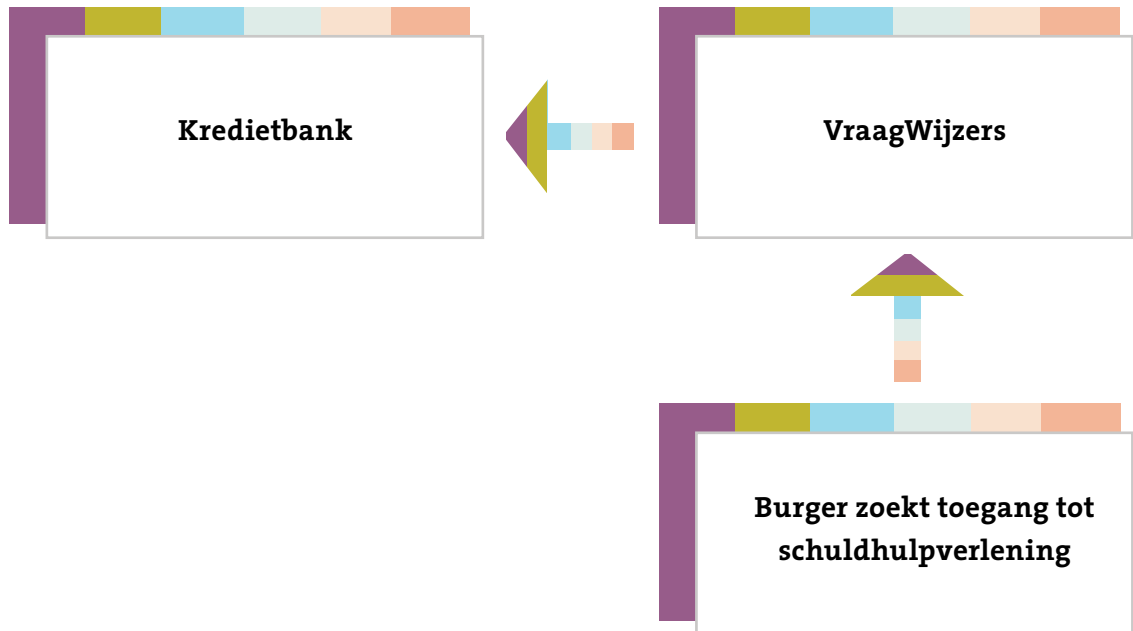 Kredietbank
VraagWijzers
Burger zoekt toegang tot
schuldhulpverlening